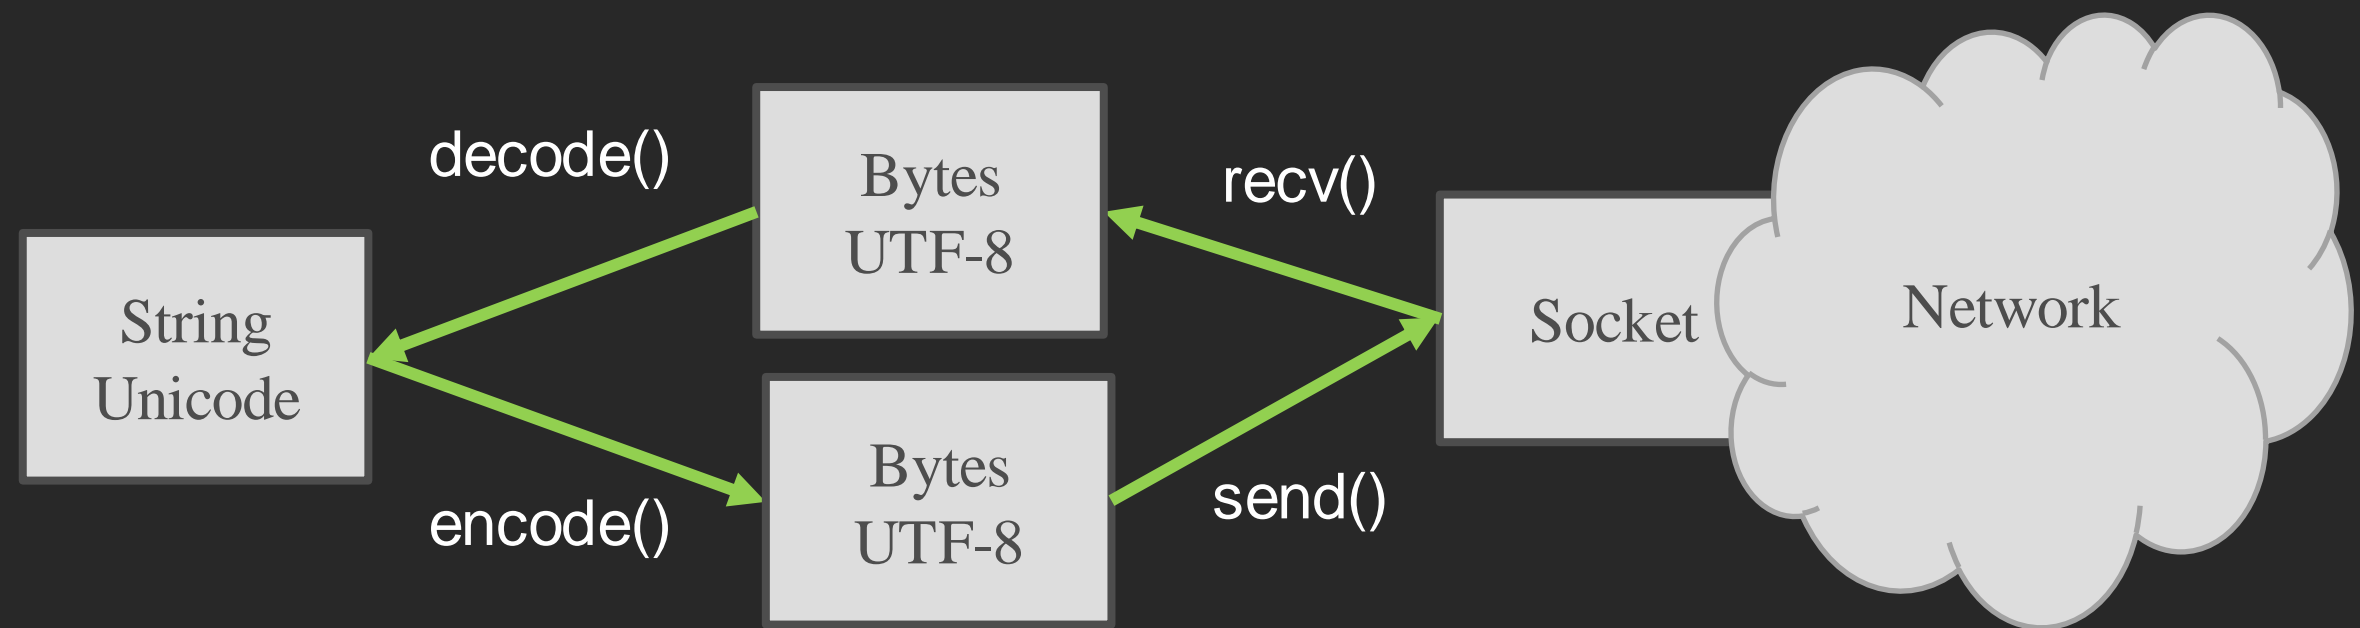 decode()
Bytes
UTF-8
recv()
String
Unicode
Socket
Network
encode()
Bytes
UTF-8
send()